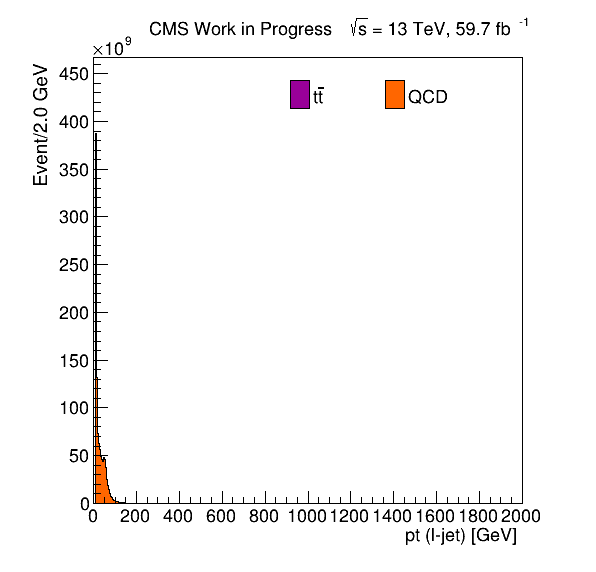 CMS Work in Progress √s = 13 TeV, 59.7 fb⁻¹
×10⁹
Event/2.0 GeV
450
400
350
300
250
200
150
100
50
0
tt̄
QCD
0 200 400 600 800 1000 1200 1400 1600 1800 2000
pt (l-jet) [GeV]